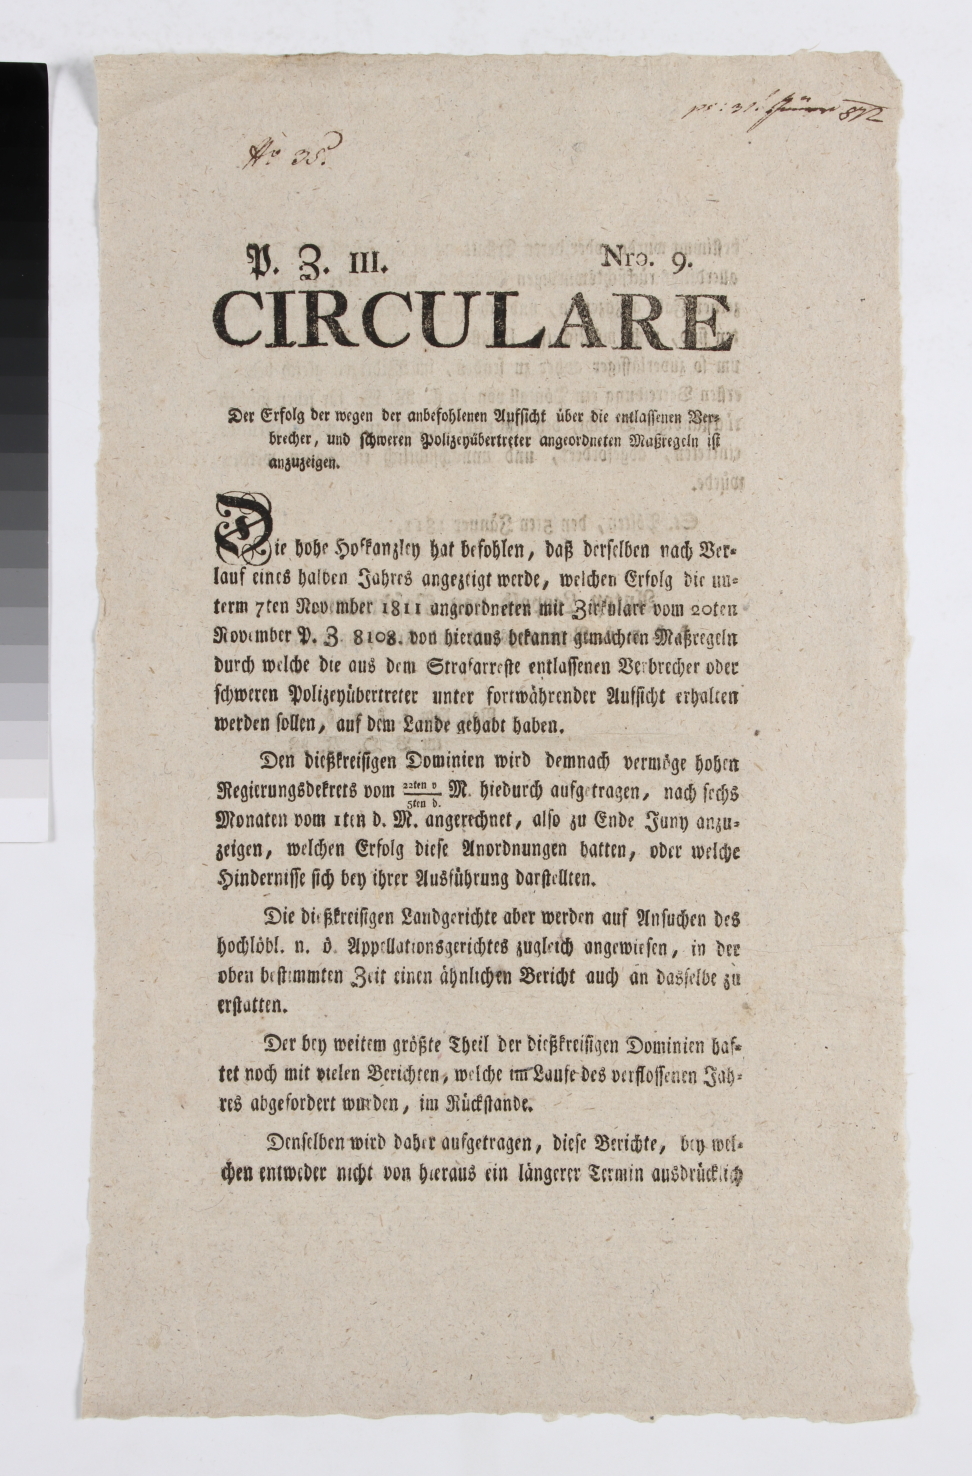 Nº 38.
P. Z. III. Nro. 9.
CIRCULARE
Der Erfolg der wegen der anbefohlenen Aufsicht über die entlassenen Ver-
brecher, und schweren Polizeyübertreter angeordneten Maßregeln ist
anzuzeigen.
Die hohe Hofkanzley hat befohlen, daß derselben nach Ver-
lauf eines halben Jahres angezeigt werde, welchen Erfolg die un-
term 7ten November 1811 angeordneten mit Zirkulare vom 20ten
November P. Z. 8108. von hieraus bekannt gemachten Maßregeln
durch welche die aus dem Strafarreste entlassenen Verbrecher oder
schweren Polizeyübertreter unter fortwährender Aufsicht erhalten
werden sollen, auf dem Lande gehabt haben.
Den dießkreisigen Dominien wird demnach vermöge hohen
Regierungsdekrets vom 22ten v./5ten d. M. hiedurch aufgetragen, nach sechs
Monaten vom 1ten d. M. angerechnet, also zu Ende Juny anzu-
zeigen, welchen Erfolg diese Anordnungen hatten, oder welche
Hindernisse sich bey ihrer Ausführung darstellten.
Die dießkreisigen Landgerichte aber werden auf Ansuchen des
hochlöbl. n. ö. Appellationsgerichtes zugleich angewiesen, in der
oben bestimmten Zeit einen ähnlichen Bericht auch an dasselbe zu
erstatten.
Der bey weitem größte Theil der dießkreisigen Dominien haf-
tet noch mit vielen Berichten, welche im Laufe des verflossenen Jah-
res abgefordert wurden, im Rückstande.
Denselben wird daher aufgetragen, diese Berichte, bey wel-
chen entweder nicht von hieraus ein längerer Termin ausdrücklich